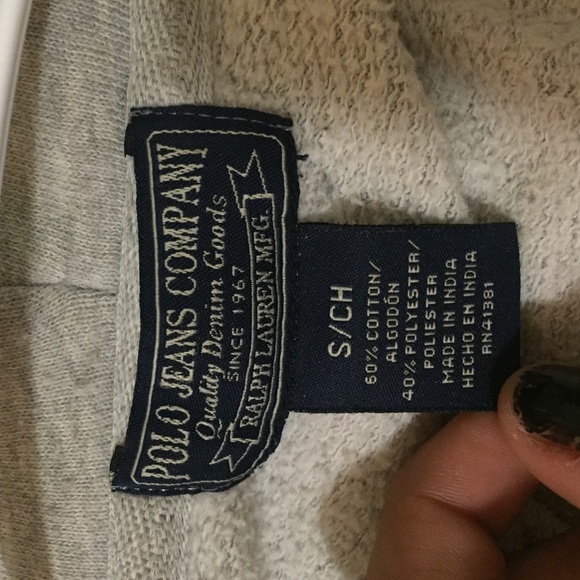 POLO JEANS COMPANY
Quality Denim Goods
SINCE 1967
RALPH LAUREN MFG.
S/CH
60% COTTON/
ALGODÓN
40% POLYESTER/
POLIESTER
MADE IN INDIA
HECHO EN INDIA
RN41381